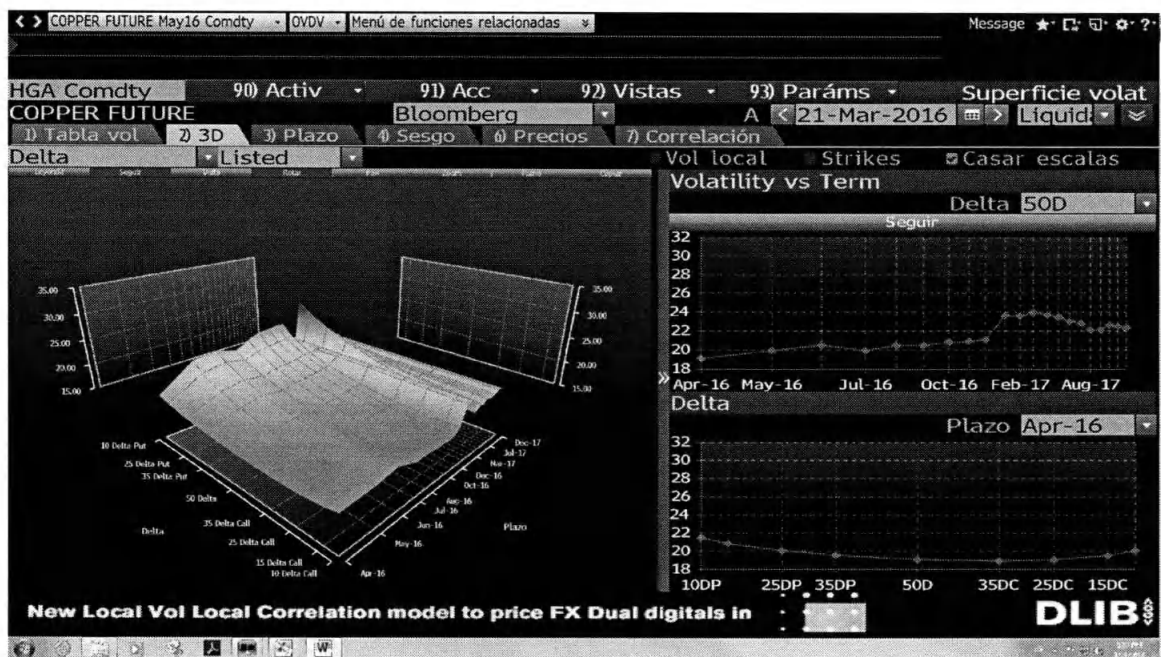 COPPER FUTURE May16 Comdty OVDV Menú de funciones relacionadas Message
HGA Comdty 90) Activ 91) Acc 92) Vistas 93) Paráms Superficie volat
COPPER FUTURE Bloomberg A < 21-Mar-2016 > Liquid
1) Tabla vol 2) 3D 3) Plazo 4) Sesgo 6) Precios 7) Correlación
Delta Listed Vol local Strikes Casar escalas
Leyenda Seguir Rotar Zoom
Volatility vs Term
Delta 50D
Seguir
32
30
28
26
24
22
20
18
Apr-16 May-16 Jul-16 Oct-16 Feb-17 Aug-17
35.00
30.00
25.00
20.00
15.00
35.00
30.00
25.00
20.00
15.00
10 Delta Put
25 Delta Put
35 Delta Put
50 Delta
35 Delta Call
25 Delta Call
15 Delta Call
10 Delta Call
Delta
Dec-17
Jul-17
Mar-17
Dec-16
Oct-16
Aug-16
Jul-16
Jun-16
May-16
Apr-16
Plazo
Delta
Plazo Apr-16
32
30
28
26
24
22
20
18
10DP 25DP 35DP 50D 35DC 25DC 15DC
New Local Vol Local Correlation model to price FX Dual digitals in DLIB